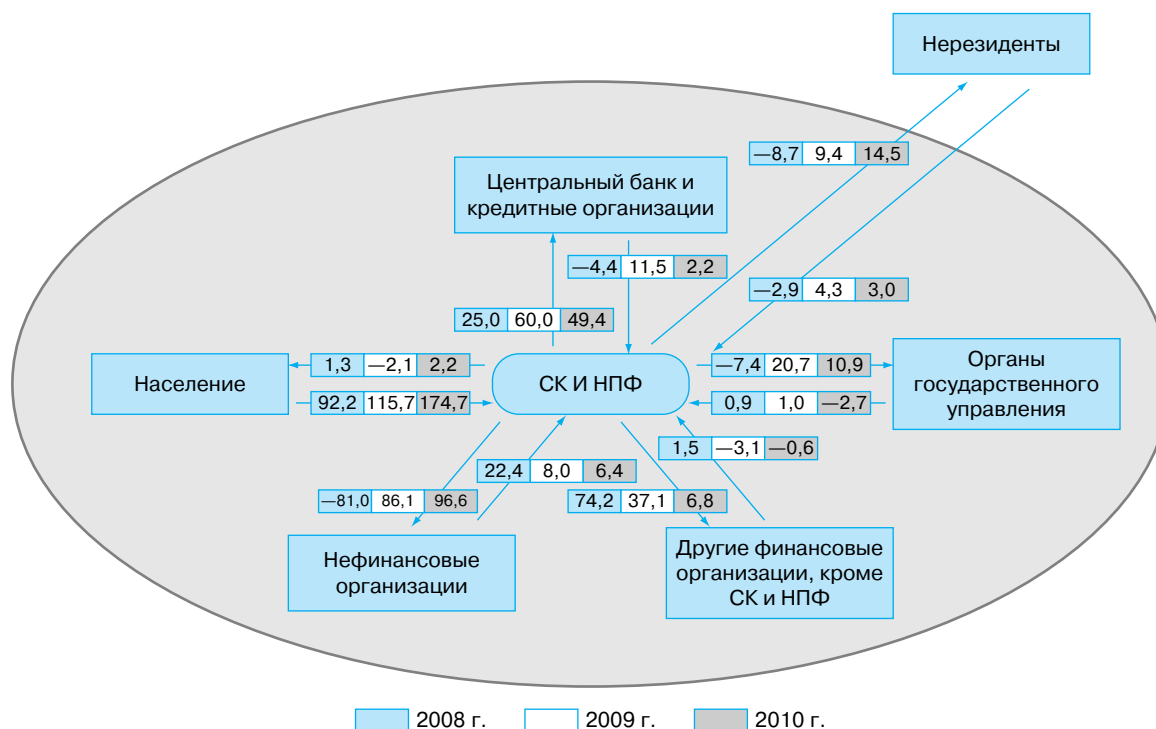 Нерезиденты
—8,7 9,4 14,5
Центральный банк и
кредитные организации
—4,4 11,5 2,2
—2,9 4,3 3,0
25,0 60,0 49,4
Население
1,3 —2,1 2,2
92,2 115,7 174,7
СК И НПФ
—7,4 20,7 10,9
0,9 1,0 —2,7
Органы
государственного
управления
1,5 —3,1 —0,6
22,4 8,0 6,4
—81,0 86,1 96,6
74,2 37,1 6,8
Нефинансовые
организации
Другие финансовые
организации, кроме
СК и НПФ
2008 г. 2009 г. 2010 г.